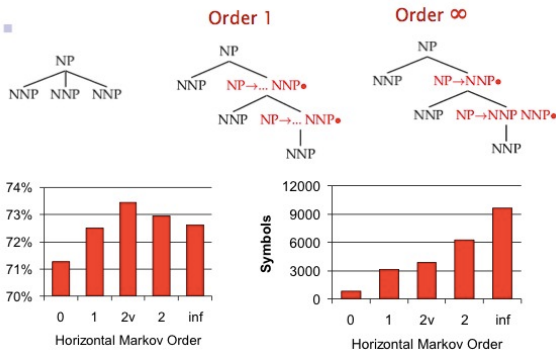 Order 1
Order ∞
NP
NNP NNP NNP
NP
NNP NP→... NNP•
NNP NP→... NNP•
NNP
NP
NNP NP→NNP•
NNP NP→NNP NNP•
NNP
74%
73%
72%
71%
70%
0 1 2v 2 inf
Horizontal Markov Order
Symbols
12000
9000
6000
3000
0
0 1 2v 2 inf
Horizontal Markov Order